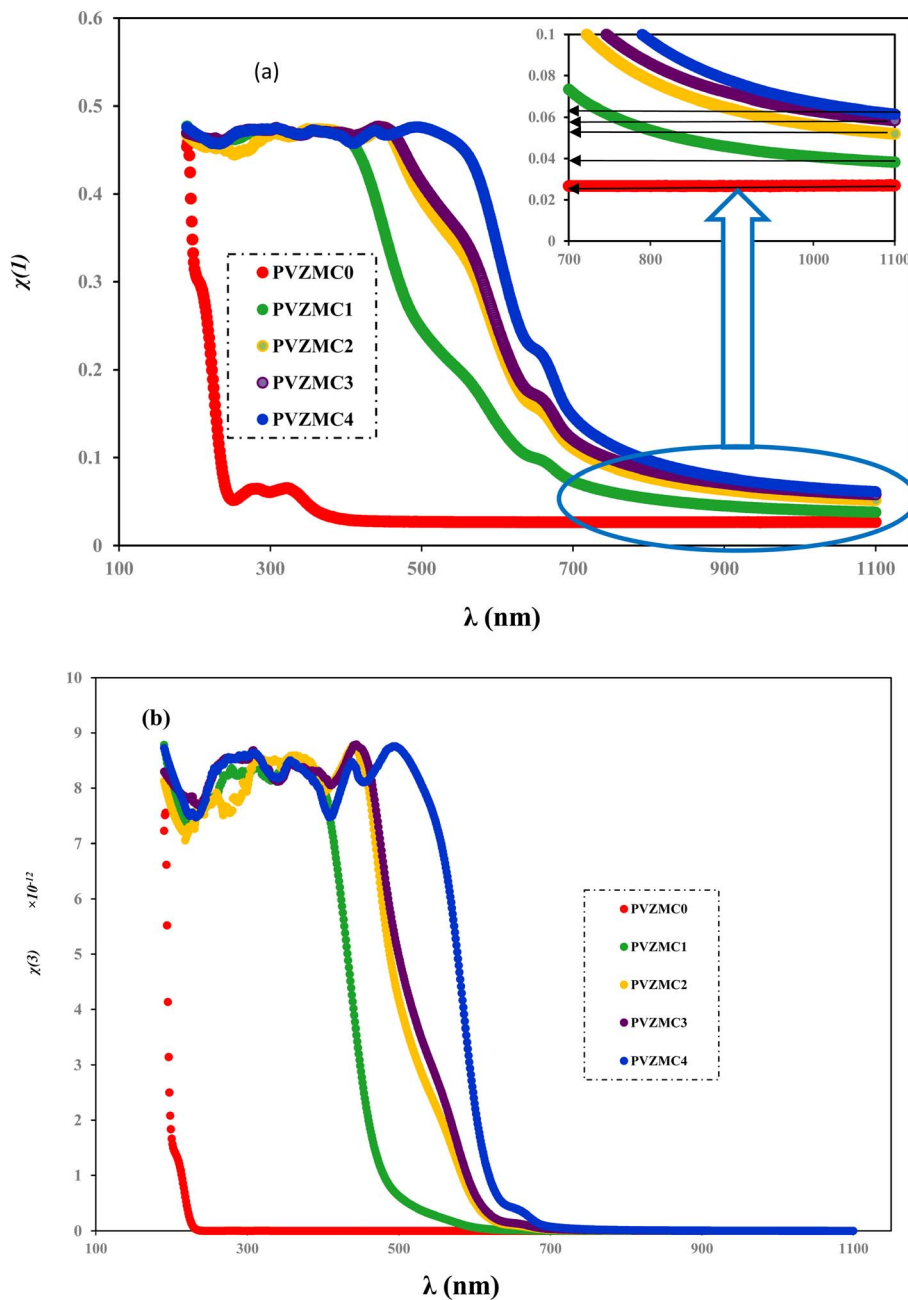 (a)
0.6
0.5
0.4
0.3
0.2
0.1
0
χ(1)
PVZMC0
PVZMC1
PVZMC2
PVZMC3
PVZMC4
0.1
0.08
0.06
0.04
0.02
0
700 800 1000 1100
100 300 500 700 900 1100
λ (nm)
(b)
10
9
8
7
6
5
4
3
2
1
0
χ(3) ×10-12
PVZMC0
PVZMC1
PVZMC2
PVZMC3
PVZMC4
100 300 500 700 900 1100
λ (nm)